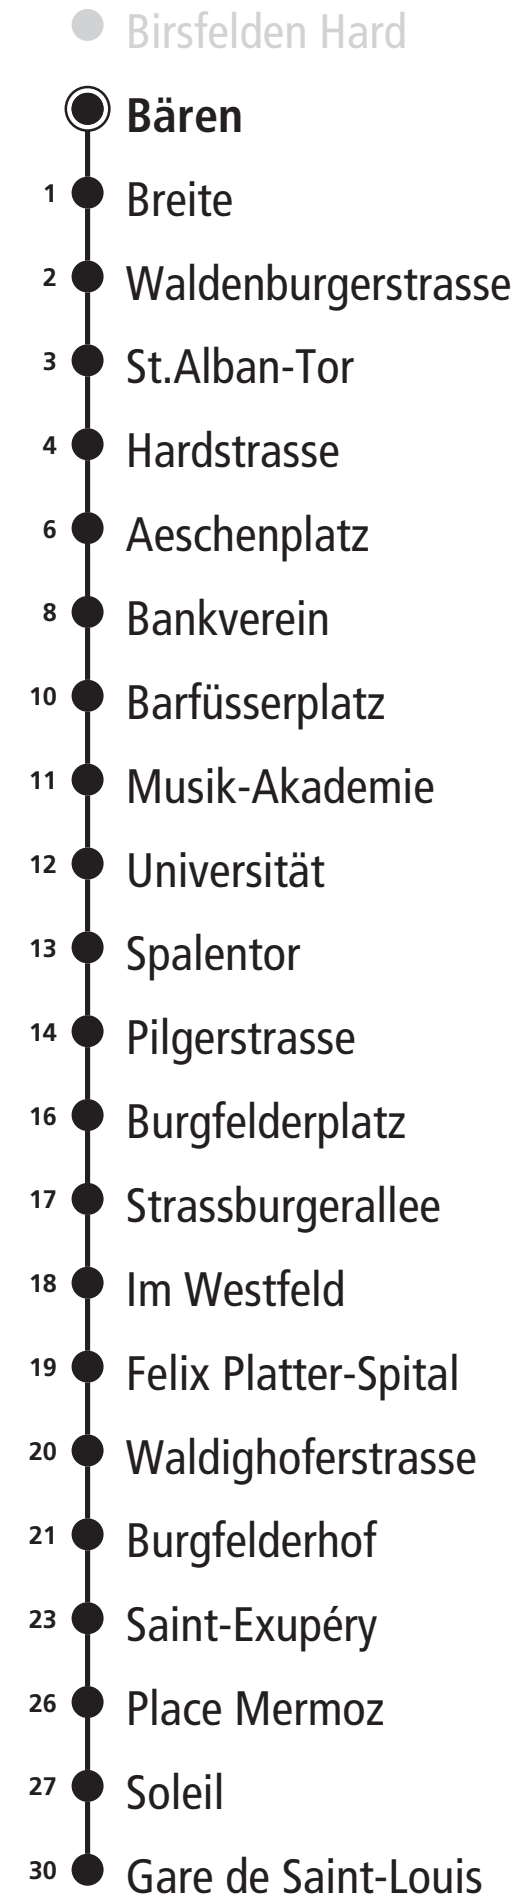 Birsfelden Hard
Bären
1 Breite
2 Waldenburgerstrasse
3 St.Alban-Tor
4 Hardstrasse
6 Aeschenplatz
8 Bankverein
10 Barfüsserplatz
11 Musik-Akademie
12 Universität
13 Spalentor
14 Pilgerstrasse
16 Burgfelderplatz
17 Strassburgerallee
18 Im Westfeld
19 Felix Platter-Spital
20 Waldighoferstrasse
21 Burgfelderhof
23 Saint-Exupéry
26 Place Mermoz
27 Soleil
30 Gare de Saint-Louis